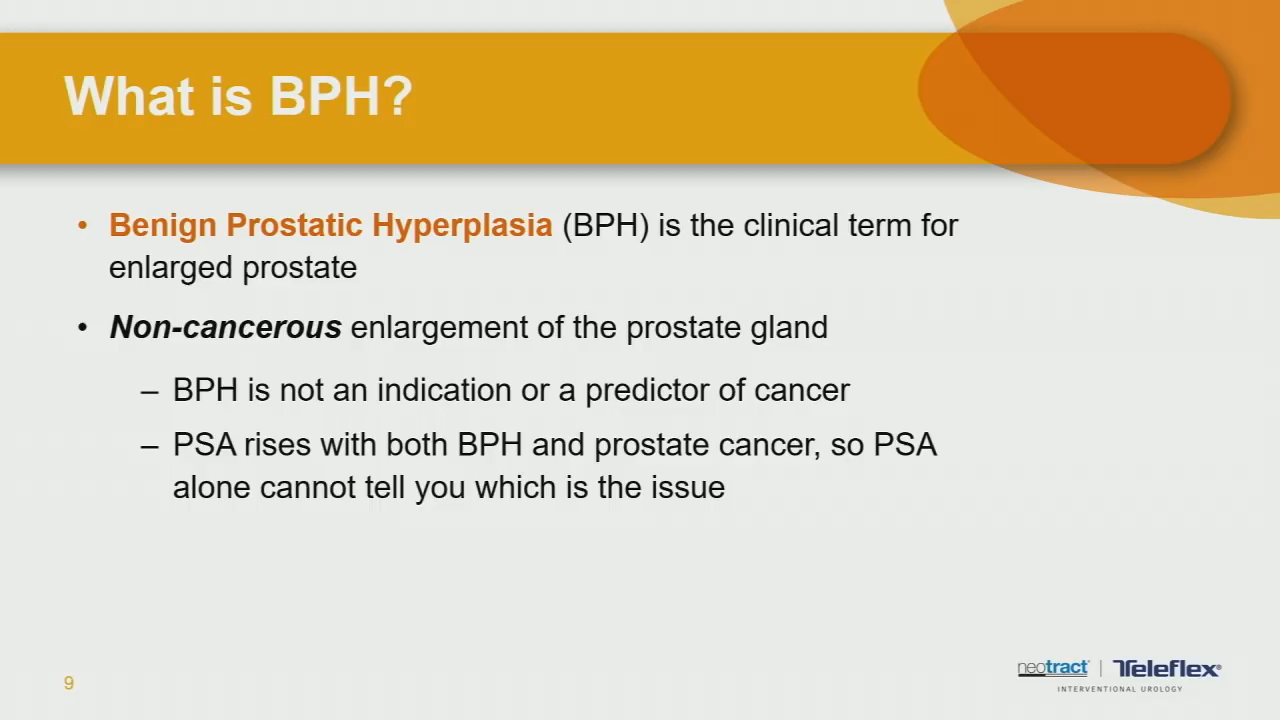 What is BPH?
• Benign Prostatic Hyperplasia (BPH) is the clinical term for
enlarged prostate
• Non-cancerous enlargement of the prostate gland
– BPH is not an indication or a predictor of cancer
– PSA rises with both BPH and prostate cancer, so PSA
alone cannot tell you which is the issue
9
neotract | Teleflex®
INTERVENTIONAL UROLOGY